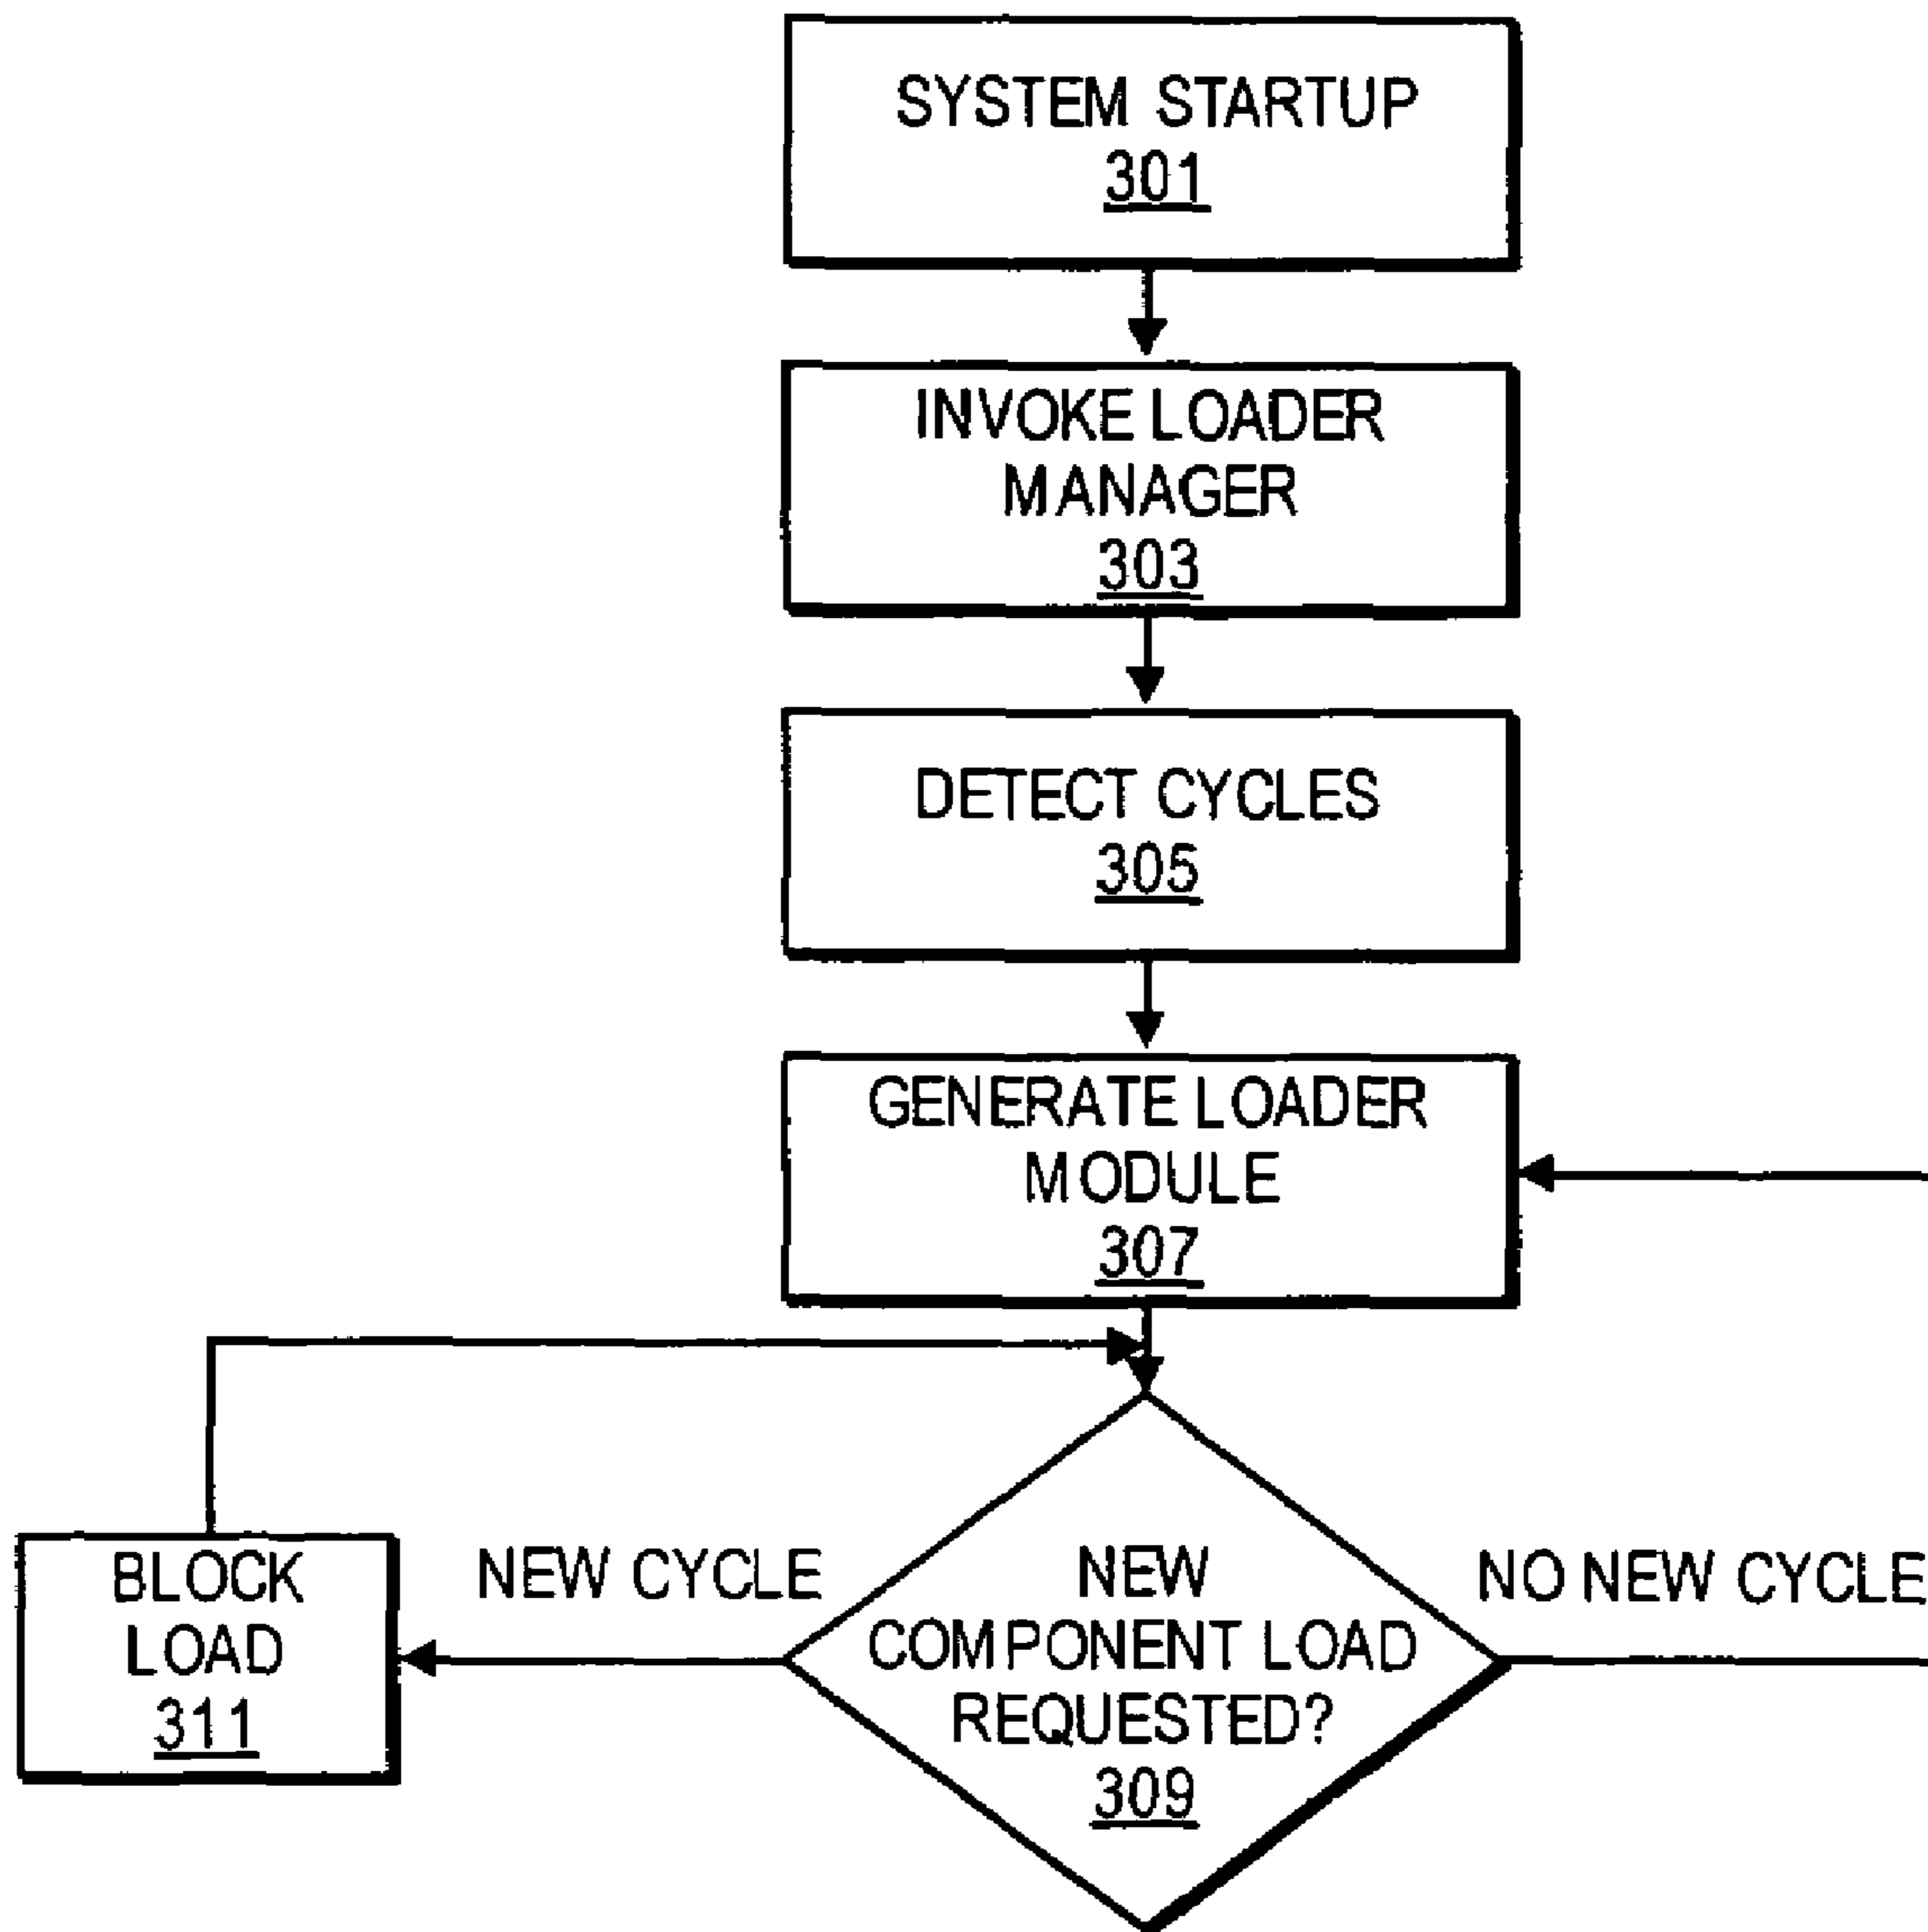 SYSTEM STARTUP
301
INVOKE LOADER
MANAGER
303
DETECT CYCLES
305
GENERATE LOADER
MODULE
307
BLOCK
LOAD
311
NEW CYCLE
NEW
COMPONENT LOAD
REQUESTED?
309
NO NEW CYCLE